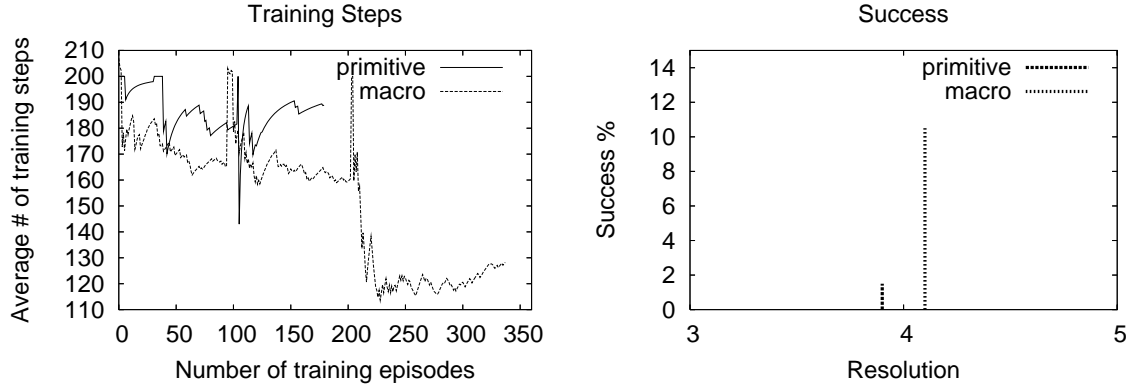 Training Steps
Average # of training steps
210
200
190
180
170
160
150
140
130
120
110
0 50 100 150 200 250 300 350
Number of training episodes
primitive
macro
Success
Success %
14
12
10
8
6
4
2
0
3 4 5
Resolution
primitive
macro